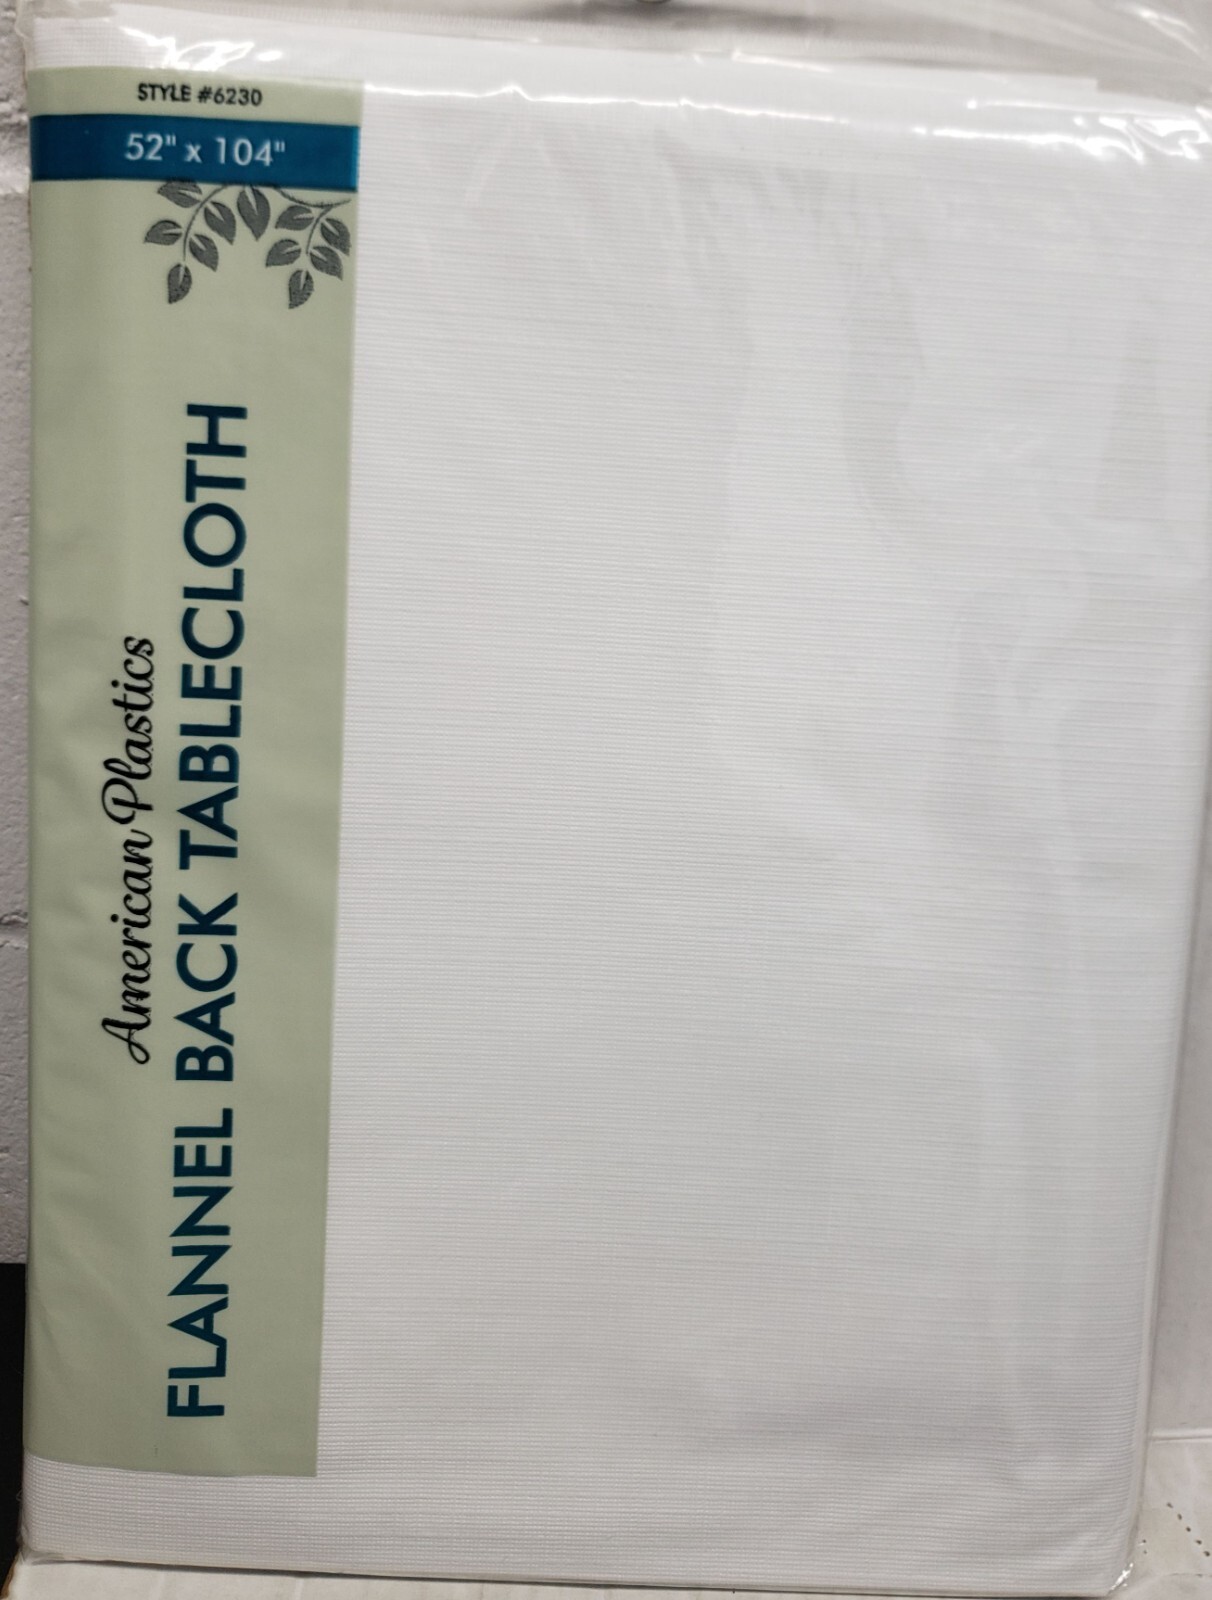 STYLE #6230
52" x 104"
American Plastics
FLANNEL BACK TABLECLOTH